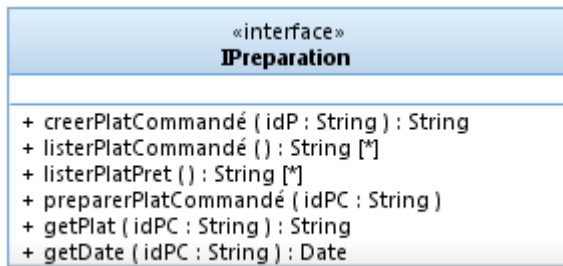 «interface»
IPreparation
+ creerPlatCommandé ( idP : String ) : String
+ listerPlatCommandé () : String [*]
+ listerPlatPret () : String [*]
+ preparerPlatCommandé ( idPC : String )
+ getPlat ( idPC : String ) : String
+ getDate ( idPC : String ) : Date